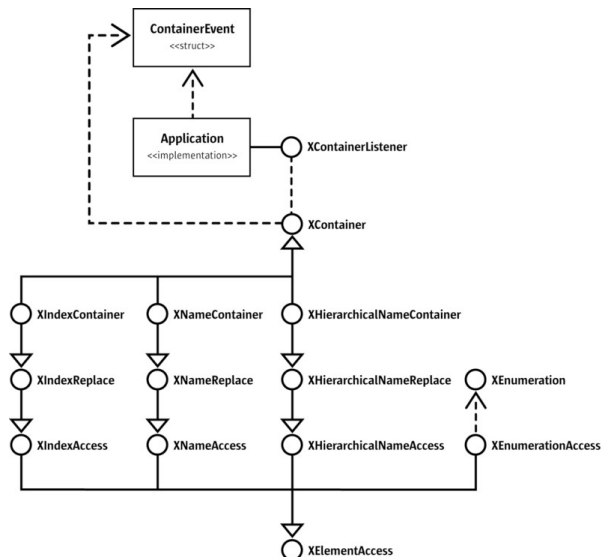 ContainerEvent
<<struct>>
Application
<<implementation>>
XContainerListener
XContainer
XIndexContainer
XNameContainer
XHierarchicalNameContainer
XIndexReplace
XNameReplace
XHierarchicalNameReplace
XEnumeration
XIndexAccess
XNameAccess
XHierarchicalNameAccess
XEnumerationAccess
XElementAccess